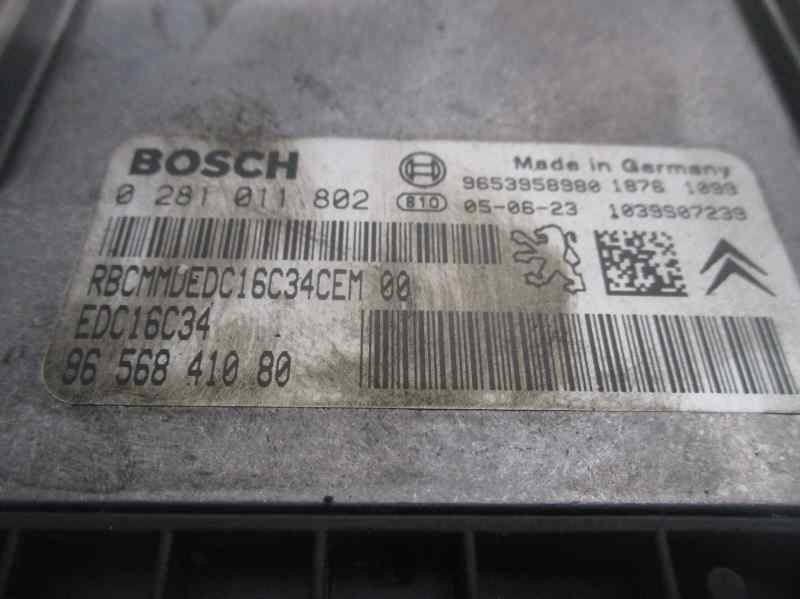 BOSCH
Made in Germany
0 281 011 802
9653958980 1876 1099
810 05-06-23 1039S07239
RBCMMUEDC16C34CEM 00
EDC16C34
96 568 410 80